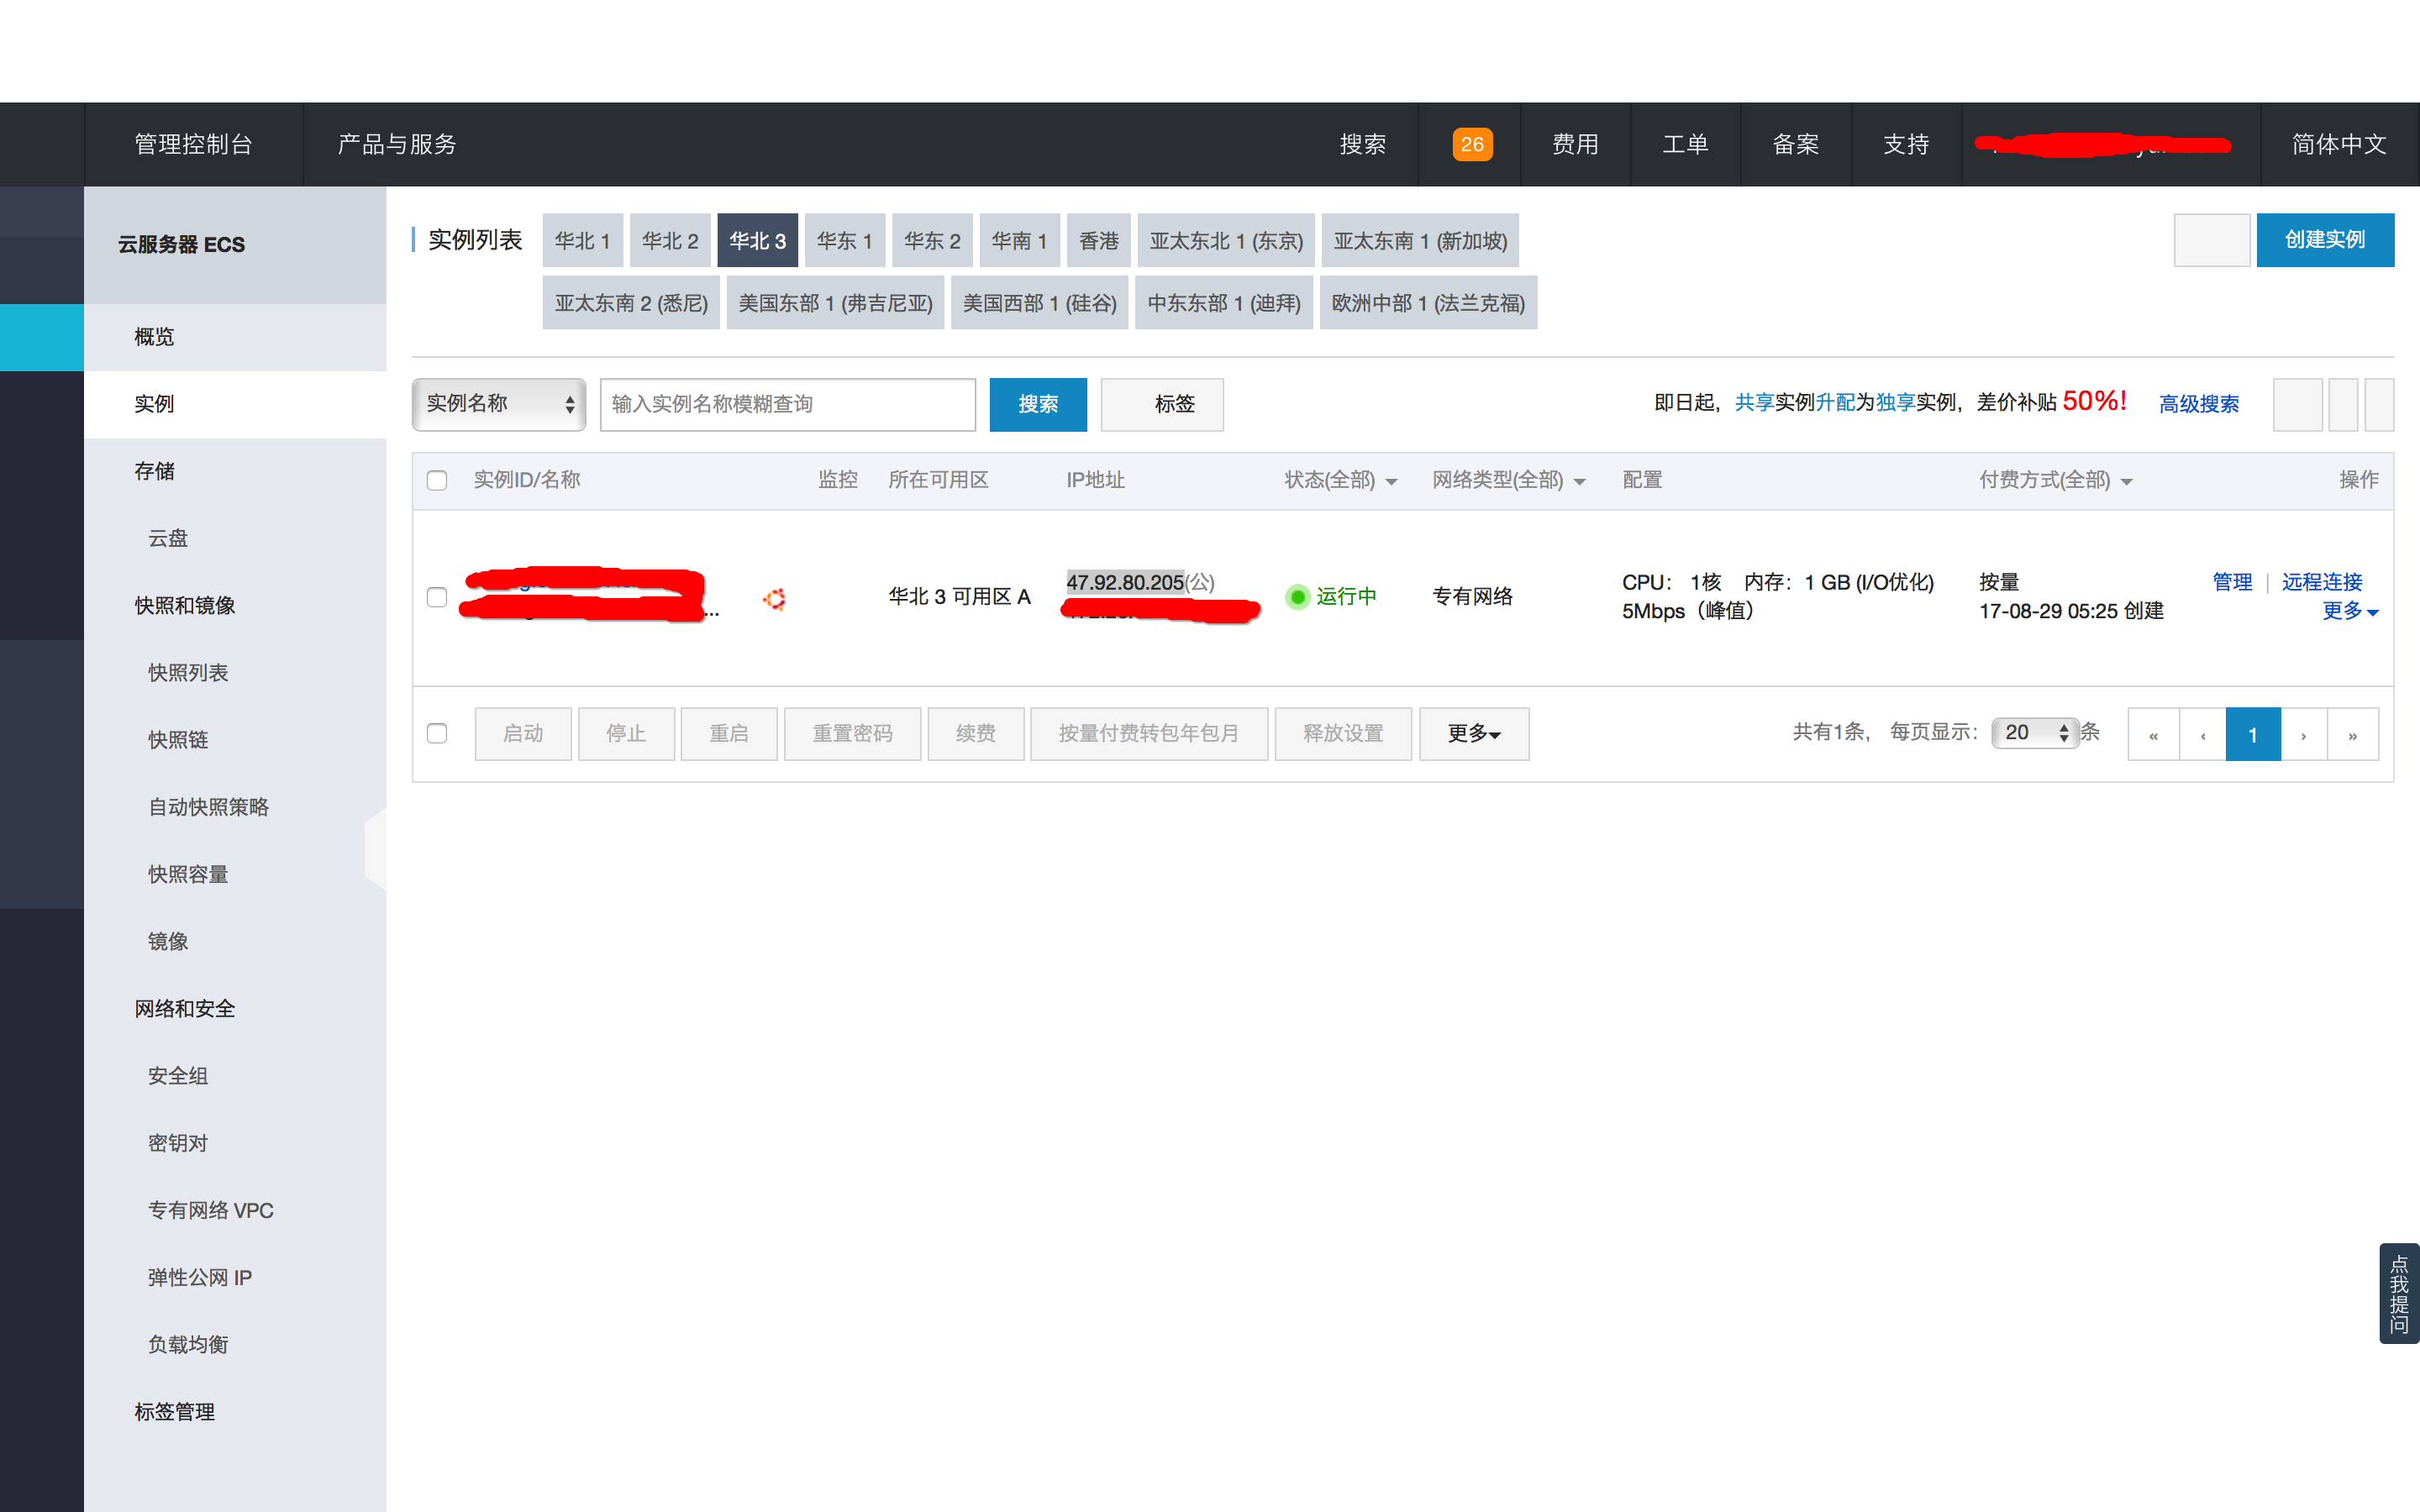 管理控制台 产品与服务 搜索 26 费用 工单 备案 支持 简体中文
云服务器 ECS
概览
实例
存储
云盘
快照和镜像
快照列表
快照链
自动快照策略
快照容量
镜像
网络和安全
安全组
密钥对
专有网络 VPC
弹性公网 IP
负载均衡
标签管理
实例列表 华北 1 华北 2 华北 3 华东 1 华东 2 华南 1 香港 亚太东北 1 (东京) 亚太东南 1 (新加坡) 创建实例
亚太东南 2 (悉尼) 美国东部 1 (弗吉尼亚) 美国西部 1 (硅谷) 中东东部 1 (迪拜) 欧洲中部 1 (法兰克福)
实例名称 输入实例名称模糊查询 搜索 标签 即日起，共享实例升配为独享实例，差价补贴 50%! 高级搜索
实例ID/名称 监控 所在可用区 IP地址 状态(全部) 网络类型(全部) 配置 付费方式(全部) 操作
47.92.80.205(公) CPU： 1核 内存：1 GB (I/O优化) 按量 管理 | 远程连接
... 华北 3 可用区 A 运行中 专有网络 5Mbps（峰值） 17-08-29 05:25 创建 更多
启动 停止 重启 重置密码 续费 按量付费转包年包月 释放设置 更多 共有1条， 每页显示： 20 条 « ‹ 1 › »
点我提问